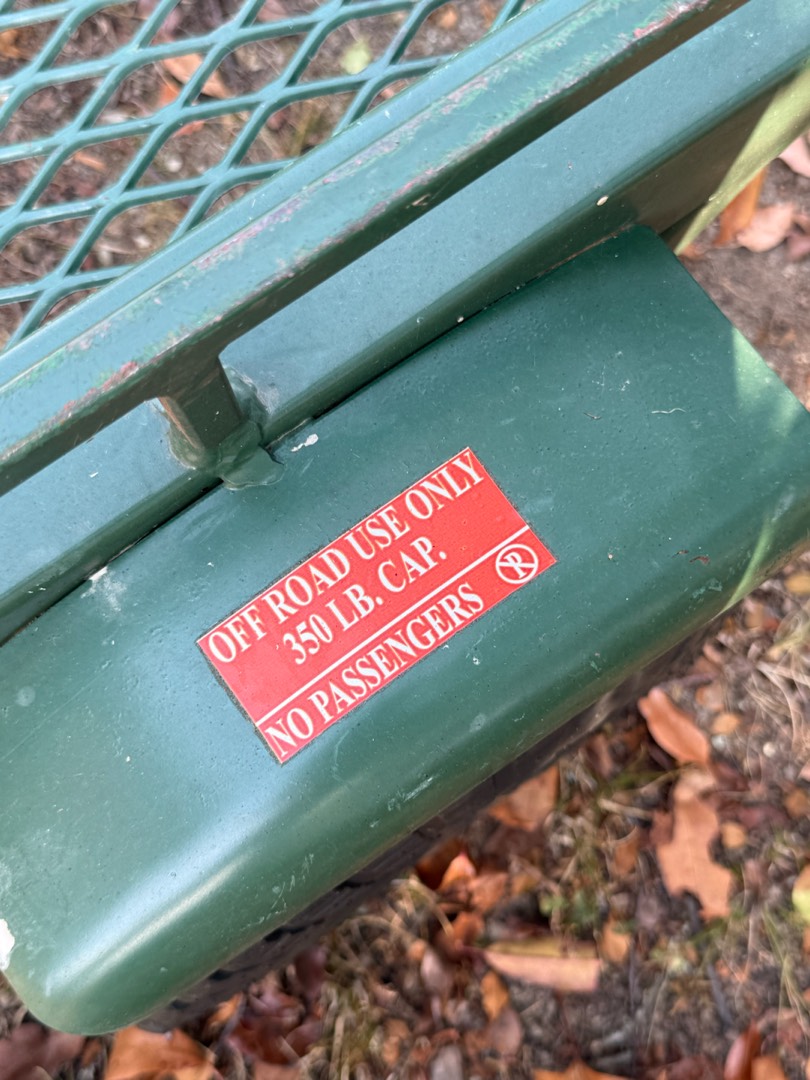 OFF ROAD USE ONLY
350 LB. CAP.
NO PASSENGERS